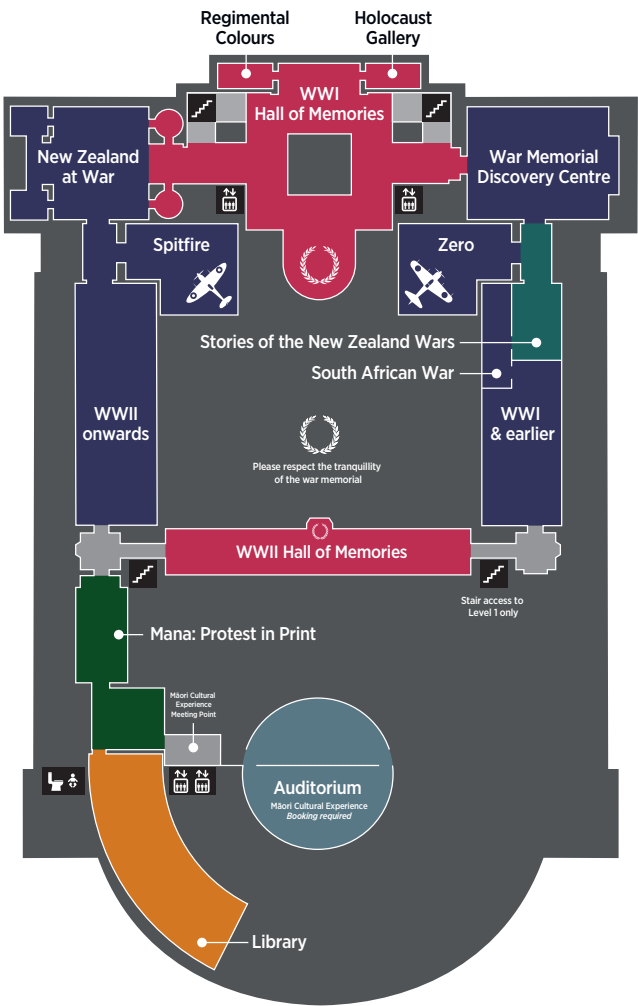 Regimental
Colours
Holocaust
Gallery
WWI
Hall of Memories
New Zealand
at War
War Memorial
Discovery Centre
Spitfire
Zero
Stories of the New Zealand Wars
South African War
WWII
onwards
WWI
& earlier
Please respect the tranquillity
of the war memorial
WWII Hall of Memories
Stair access to
Level 1 only
Mana: Protest in Print
Māori Cultural
Experience
Meeting Point
Auditorium
Māori Cultural Experience
Booking required
Library